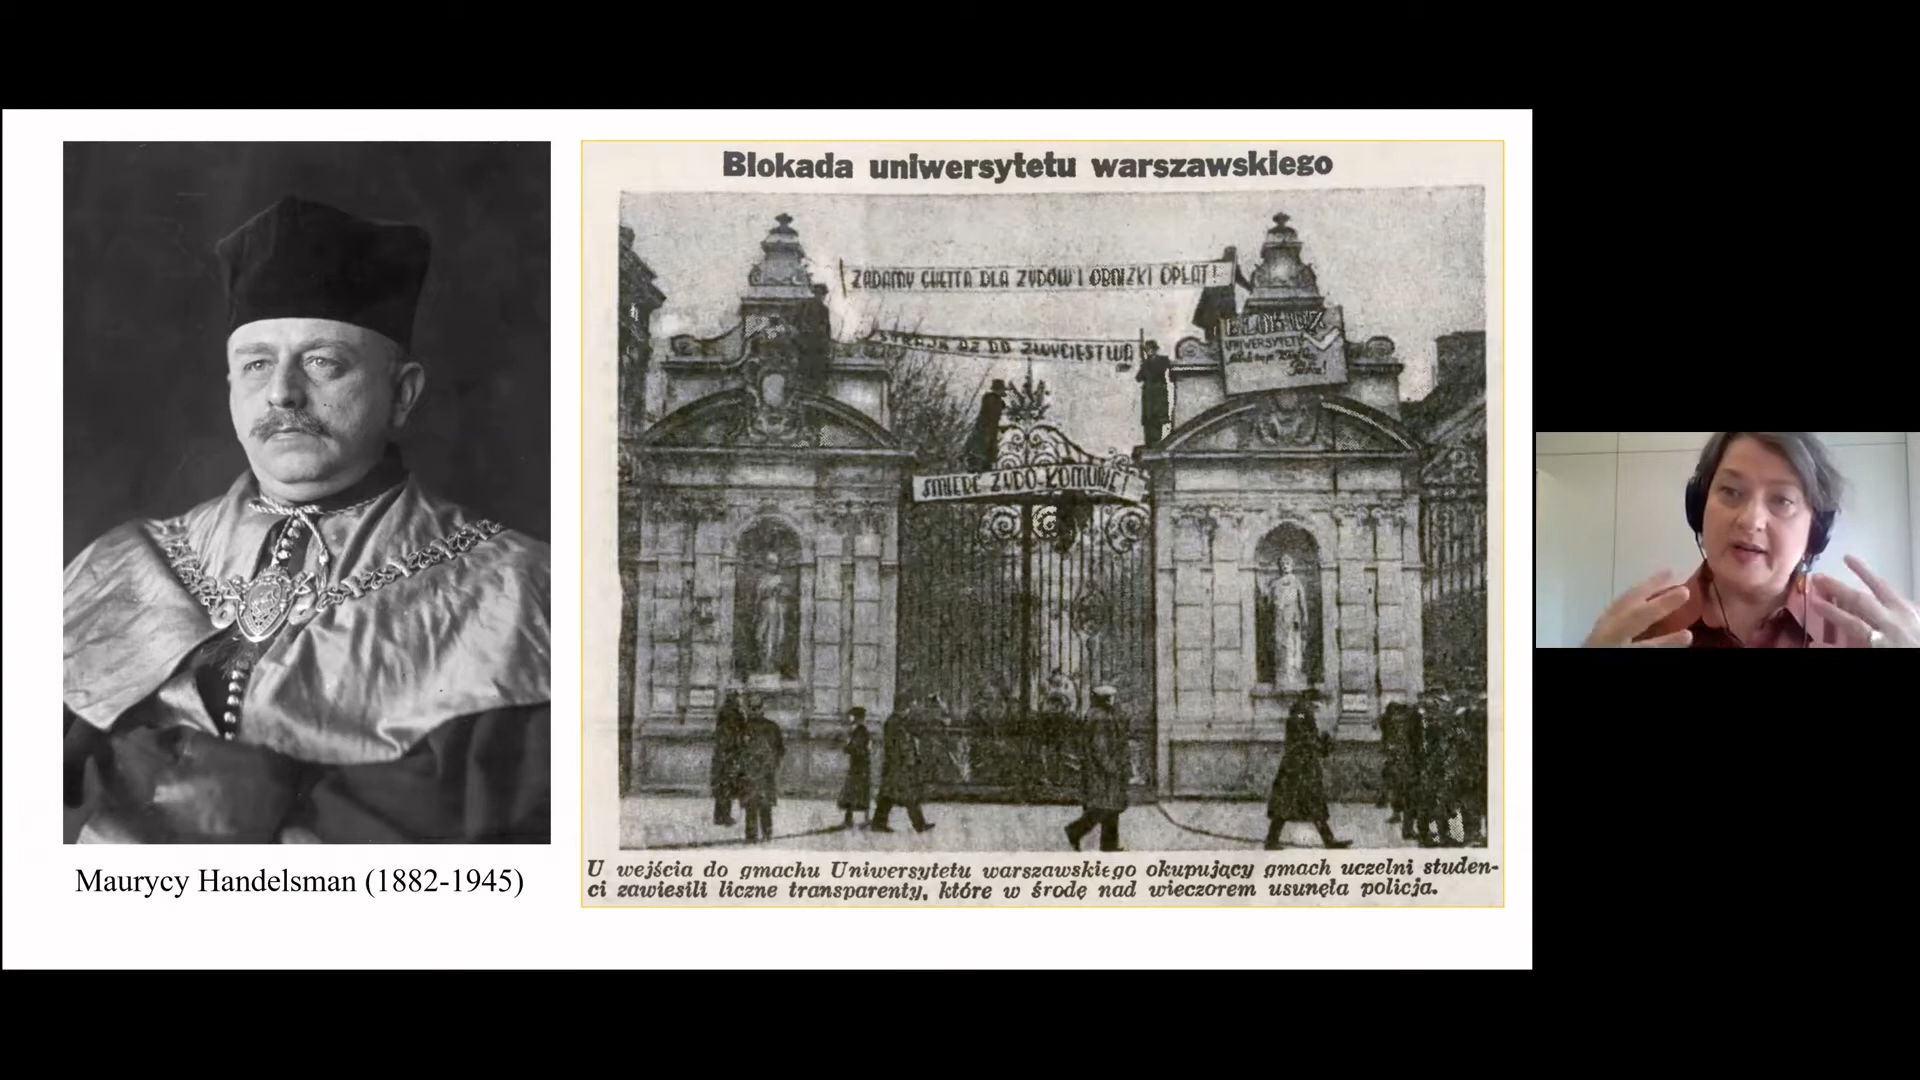 Blokada uniwersytetu warszawskiego
ŻĄDAMY GHETTA DLA ŻYDÓW I OBNIŻKI OPŁAT!
AŻ DO ZWYCIĘSTWA
BLOKADA
UNIWERSYTETU
ŚMIERĆ ŻYDO-KOMUNIE!
U wejścia do gmachu Uniwersytetu warszawskiego okupujący gmach uczelni studen-
ci zawiesili liczne transparenty, które w środę nad wieczorem usunęła policja.
Maurycy Handelsman (1882-1945)